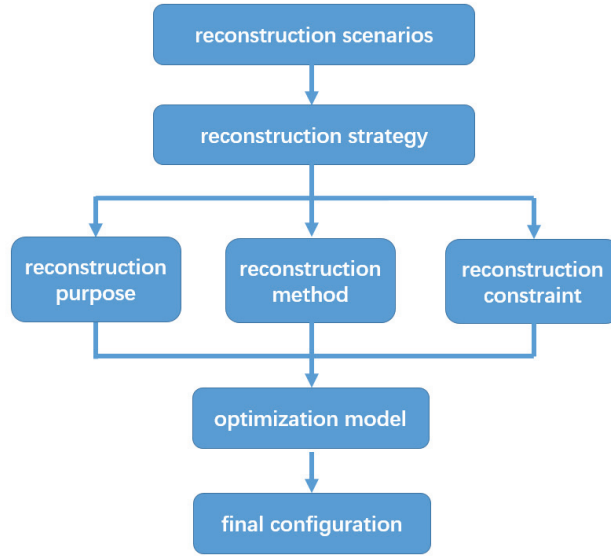 reconstruction scenarios
reconstruction strategy
reconstruction
purpose
reconstruction
method
reconstruction
constraint
optimization model
final configuration